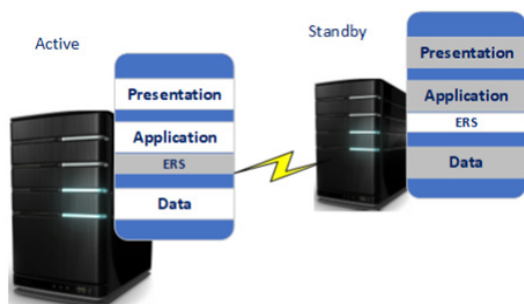 Active
Presentation
Application
ERS
Data
Standby
Presentation
Application
ERS
Data